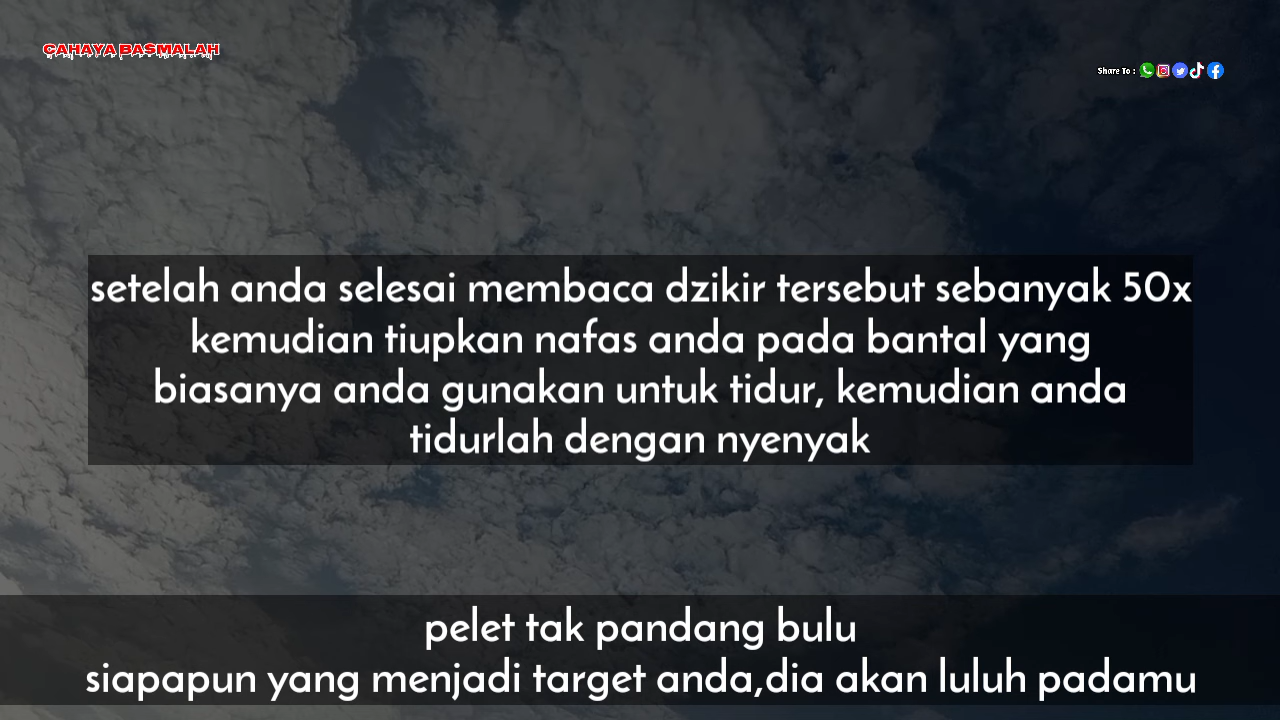 CAHAYA BASMALAH
Share To :
setelah anda selesai membaca dzikir tersebut sebanyak 50x
kemudian tiupkan nafas anda pada bantal yang
biasanya anda gunakan untuk tidur, kemudian anda
tidurlah dengan nyenyak
pelet tak pandang bulu
siapapun yang menjadi target anda,dia akan luluh padamu